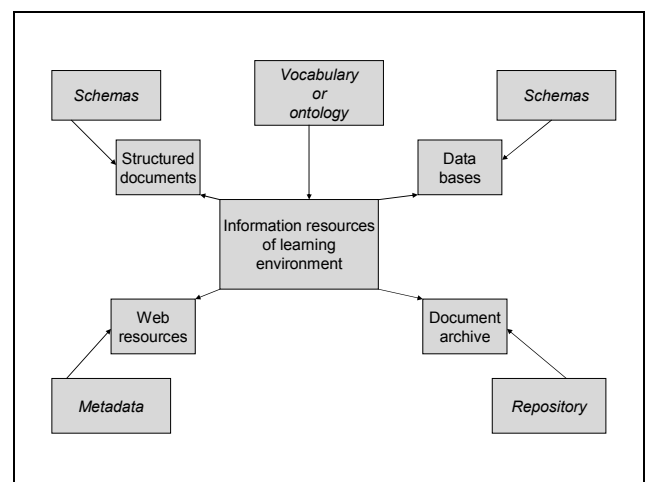 Schemas
Vocabulary
or
ontology
Schemas
Structured
documents
Data
bases
Information resources
of learning
environment
Web
resources
Document
archive
Metadata
Repository